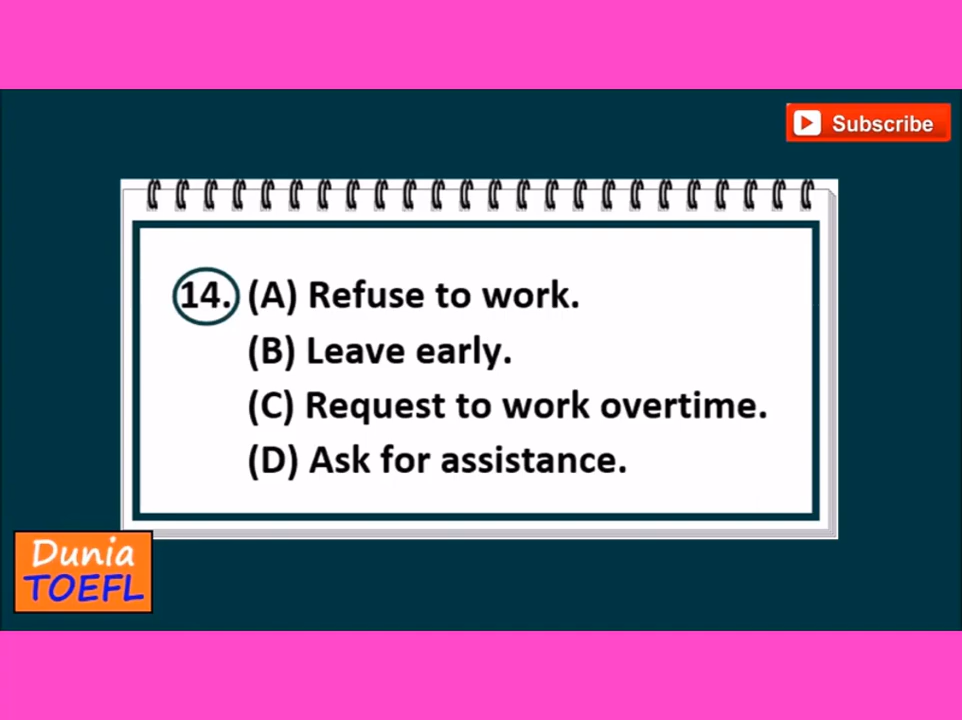 Subscribe
14. (A) Refuse to work.
(B) Leave early.
(C) Request to work overtime.
(D) Ask for assistance.
Dunia
TOEFL